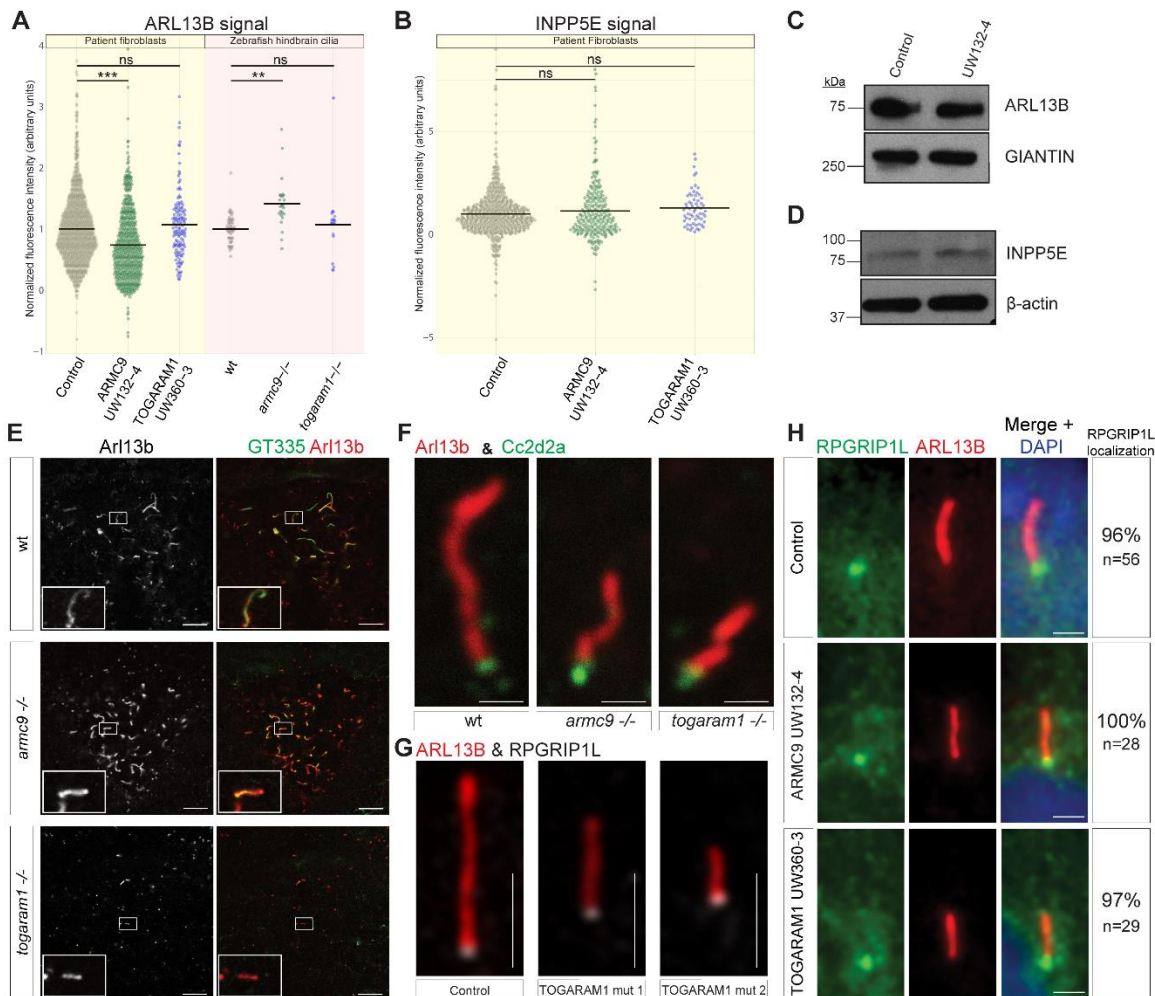 A
ARL13B signal
Patient fibroblasts
Zebrafish hindbrain cilia
ns
***
ns
**
Normalized fluorescence intensity (arbitrary units)
4
3
2
1
0
−1
Control
ARMC9
UW132−4
TOGARAM1
UW360−3
wt
armc9−/−
togaram1−/−
B
INPP5E signal
Patient Fibroblasts
ns
ns
Normalized fluorescence intensity (arbitrary units)
5
0
−5
Control
ARMC9
UW132−4
TOGARAM1
UW360−3
C
Control
UW132-4
kDa
75
ARL13B
250
GIANTIN
D
100
75
INPP5E
37
β-actin
E
Arl13b
GT335 Arl13b
wt
armc9 -/-
togaram1 -/-
F
Arl13b & Cc2d2a
wt
armc9 -/-
togaram1 -/-
G
ARL13B & RPGRIP1L
Control
TOGARAM1 mut 1
TOGARAM1 mut 2
H
RPGRIP1L
ARL13B
Merge +
DAPI
RPGRIP1L
localization
Control
96%
n=56
ARMC9 UW132-4
100%
n=28
TOGARAM1 UW360-3
97%
n=29